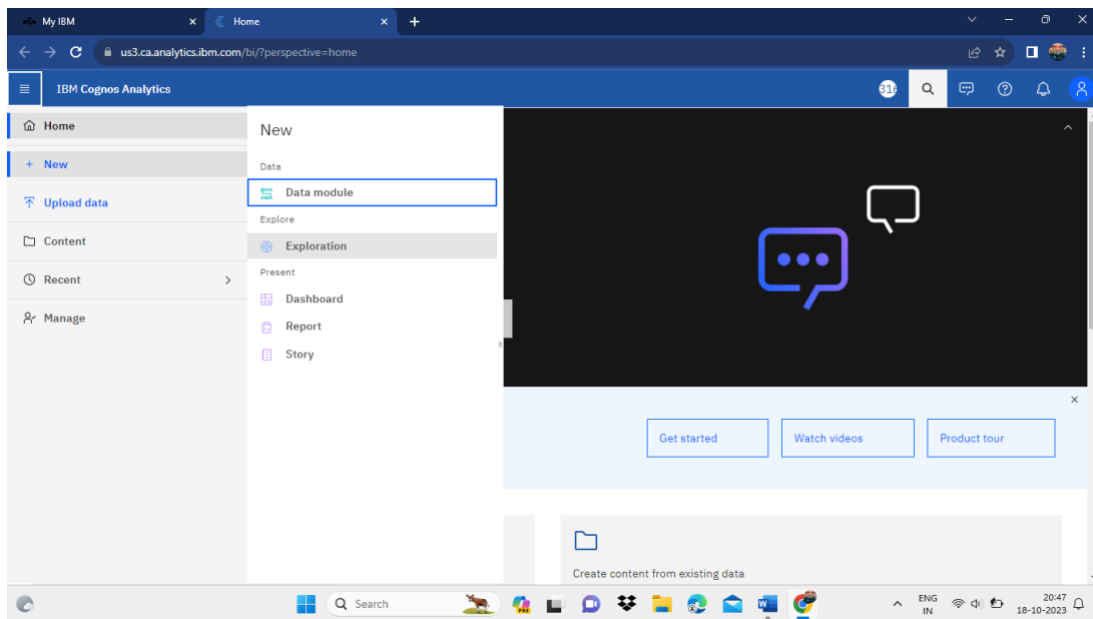 My IBM
Home
us3.ca.analytics.ibm.com/bi/?perspective=home
IBM Cognos Analytics
Home
New
Upload data
Content
Recent
Manage
New
Data
Data module
Explore
Exploration
Present
Dashboard
Report
Story
Get started
Watch videos
Product tour
Create content from existing data
Search
PRE
ENG
IN
20:47
18-10-2023